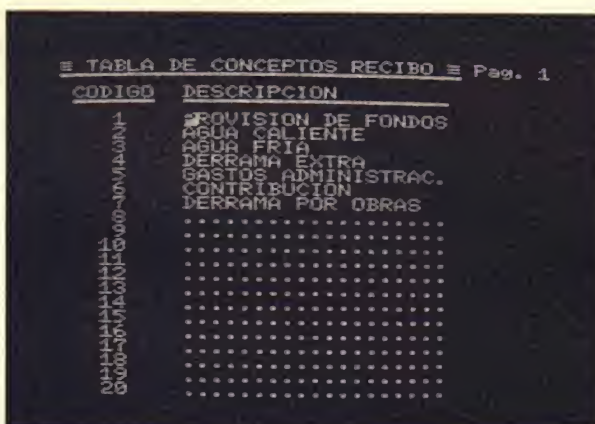 ≡ TABLA DE CONCEPTOS RECIBO ≡ Pag. 1
CODIGO DESCRIPCION
1 PROVISION DE FONDOS
2 AGUA CALIENTE
3 AGUA FRIA
4 DERRAMA EXTRA
5 GASTOS ADMINISTRAC.
6 CONTRIBUCION
7 DERRAMA POR OBRAS
8 ...................
9 ...................
10 ...................
11 ...................
12 ...................
13 ...................
14 ...................
15 ...................
16 ...................
17 ...................
18 ...................
19 ...................
20 ...................